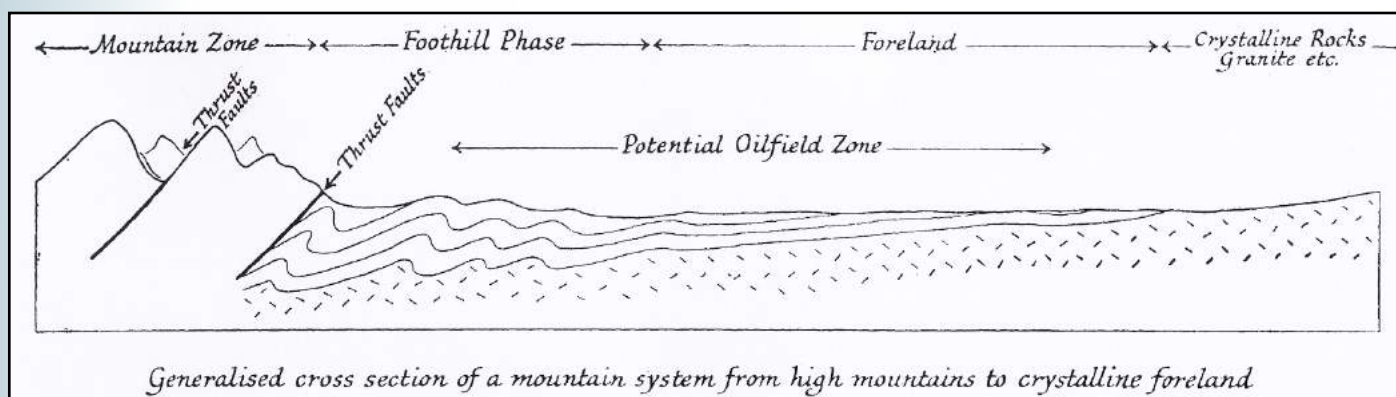 Mountain Zone
Foothill Phase
Foreland
Crystalline Rocks
Granite etc.
Thrust
Faults
Thrust Faults
Potential Oilfield Zone
Generalised cross section of a mountain system from high mountains to crystalline foreland